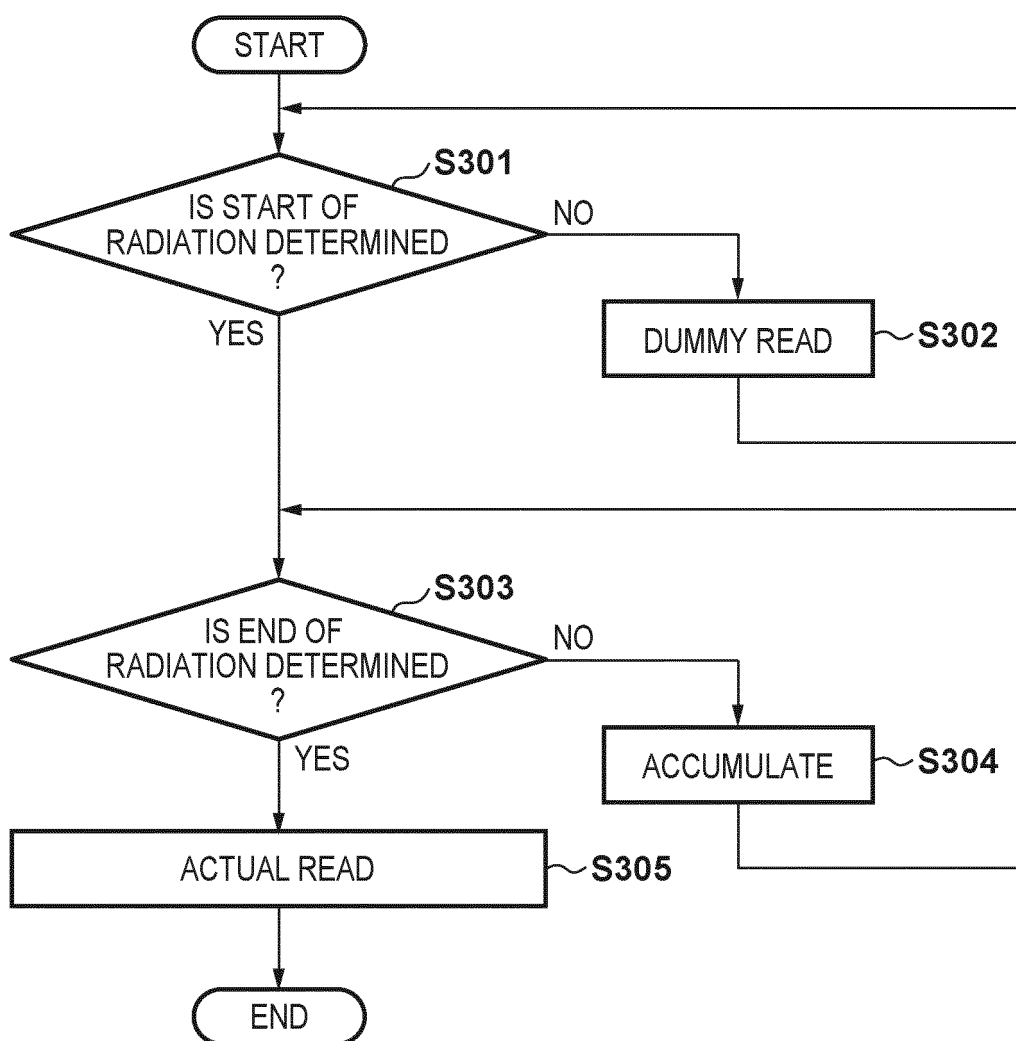 START
S301
IS START OF
RADIATION DETERMINED
?
NO
YES
DUMMY READ
S302
S303
IS END OF
RADIATION DETERMINED
?
NO
YES
ACCUMULATE
S304
ACTUAL READ
S305
END